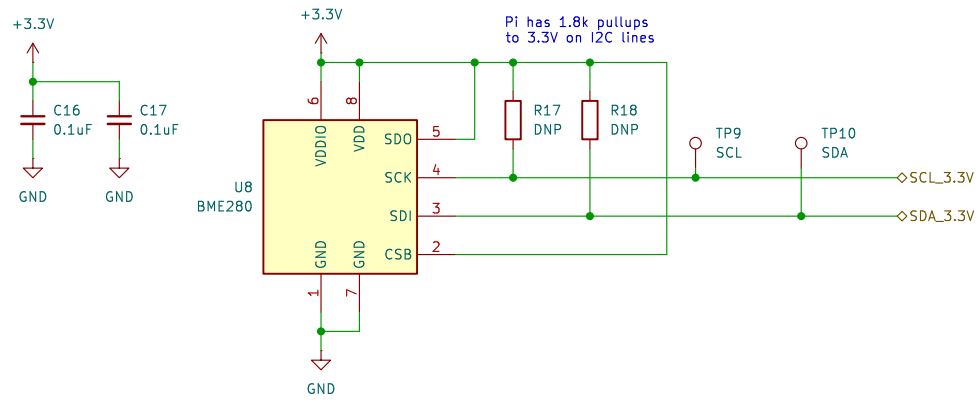 +3.3V
C16
0.1uF
C17
0.1uF
GND
GND
+3.3V
Pi has 1.8k pullups
to 3.3V on I2C lines
6
8
VDDIO
VDD
SDO
5
SCK
4
SDI
3
CSB
2
U8
BME280
GND
GND
1
7
GND
R17
DNP
R18
DNP
TP9
SCL
TP10
SDA
SCL_3.3V
SDA_3.3V